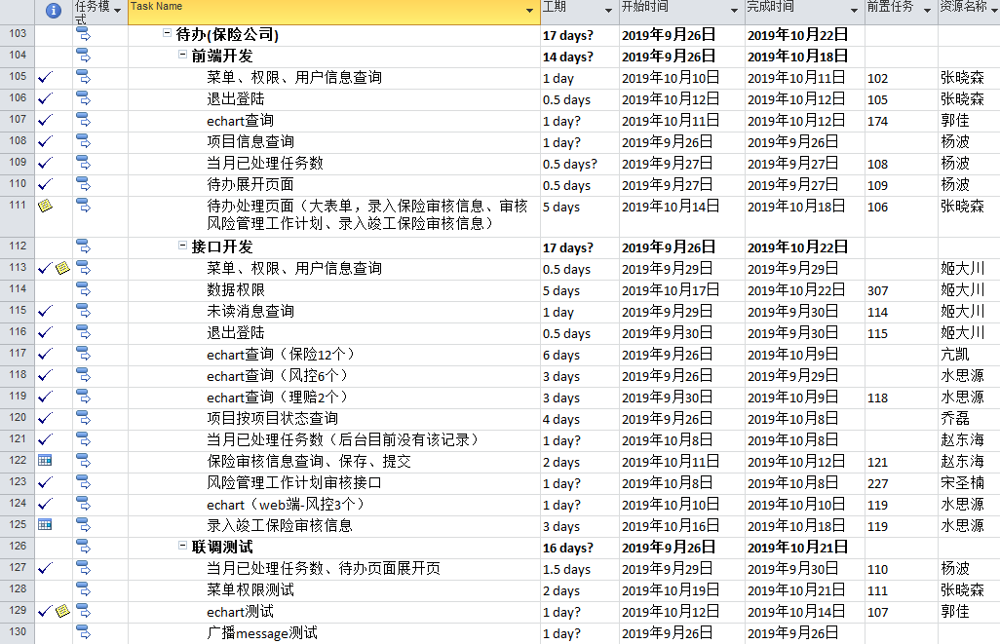 任务模式 Task Name 工期 开始时间 完成时间 前置任务 资源名称
103 待办(保险公司) 17 days? 2019年9月26日 2019年10月22日
104 前端开发 14 days? 2019年9月26日 2019年10月18日
105 菜单、权限、用户信息查询 1 day 2019年10月10日 2019年10月11日 102 张晓森
106 退出登陆 0.5 days 2019年10月12日 2019年10月12日 105 张晓森
107 echart查询 1 day? 2019年10月11日 2019年10月12日 174 郭佳
108 项目信息查询 1 day? 2019年9月26日 2019年9月26日 杨波
109 当月已处理任务数 0.5 days? 2019年9月27日 2019年9月27日 108 杨波
110 待办展开页面 0.5 days 2019年9月27日 2019年9月27日 109 杨波
111 待办处理页面（大表单，录入保险审核信息、审核 5 days 2019年10月14日 2019年10月18日 106 张晓森
风险管理工作计划、录入竣工保险审核信息）
112 接口开发 17 days? 2019年9月26日 2019年10月22日
113 菜单、权限、用户信息查询 0.5 days 2019年9月29日 2019年9月29日 姬大川
114 数据权限 5 days 2019年10月17日 2019年10月22日 307 姬大川
115 未读消息查询 1 day 2019年9月29日 2019年9月30日 114 姬大川
116 退出登陆 0.5 days 2019年9月30日 2019年9月30日 115 姬大川
117 echart查询（保险12个） 6 days 2019年9月26日 2019年10月9日 亢凯
118 echart查询（风控6个） 3 days 2019年9月26日 2019年9月29日 水思源
119 echart查询（理赔2个） 3 days 2019年9月30日 2019年10月9日 118 水思源
120 项目按项目状态查询 4 days 2019年9月26日 2019年10月8日 乔磊
121 当月已处理任务数（后台目前没有该记录） 1 day? 2019年10月8日 2019年10月8日 赵东海
122 保险审核信息查询、保存、提交 2 days 2019年10月11日 2019年10月12日 121 赵东海
123 风险管理工作计划审核接口 1 day? 2019年10月8日 2019年10月8日 227 宋圣楠
124 echart（web端-风控3个） 1 day? 2019年10月10日 2019年10月10日 119 水思源
125 录入竣工保险审核信息 3 days 2019年10月16日 2019年10月18日 119 水思源
126 联调测试 16 days? 2019年9月26日 2019年10月21日
127 当月已处理任务数、待办页面展开页 1.5 days 2019年9月29日 2019年9月30日 110 杨波
128 菜单权限测试 2 days 2019年10月19日 2019年10月21日 111 张晓森
129 echart测试 1 day? 2019年10月12日 2019年10月14日 107 郭佳
130 广播message测试 1 day? 2019年9月26日 2019年9月26日